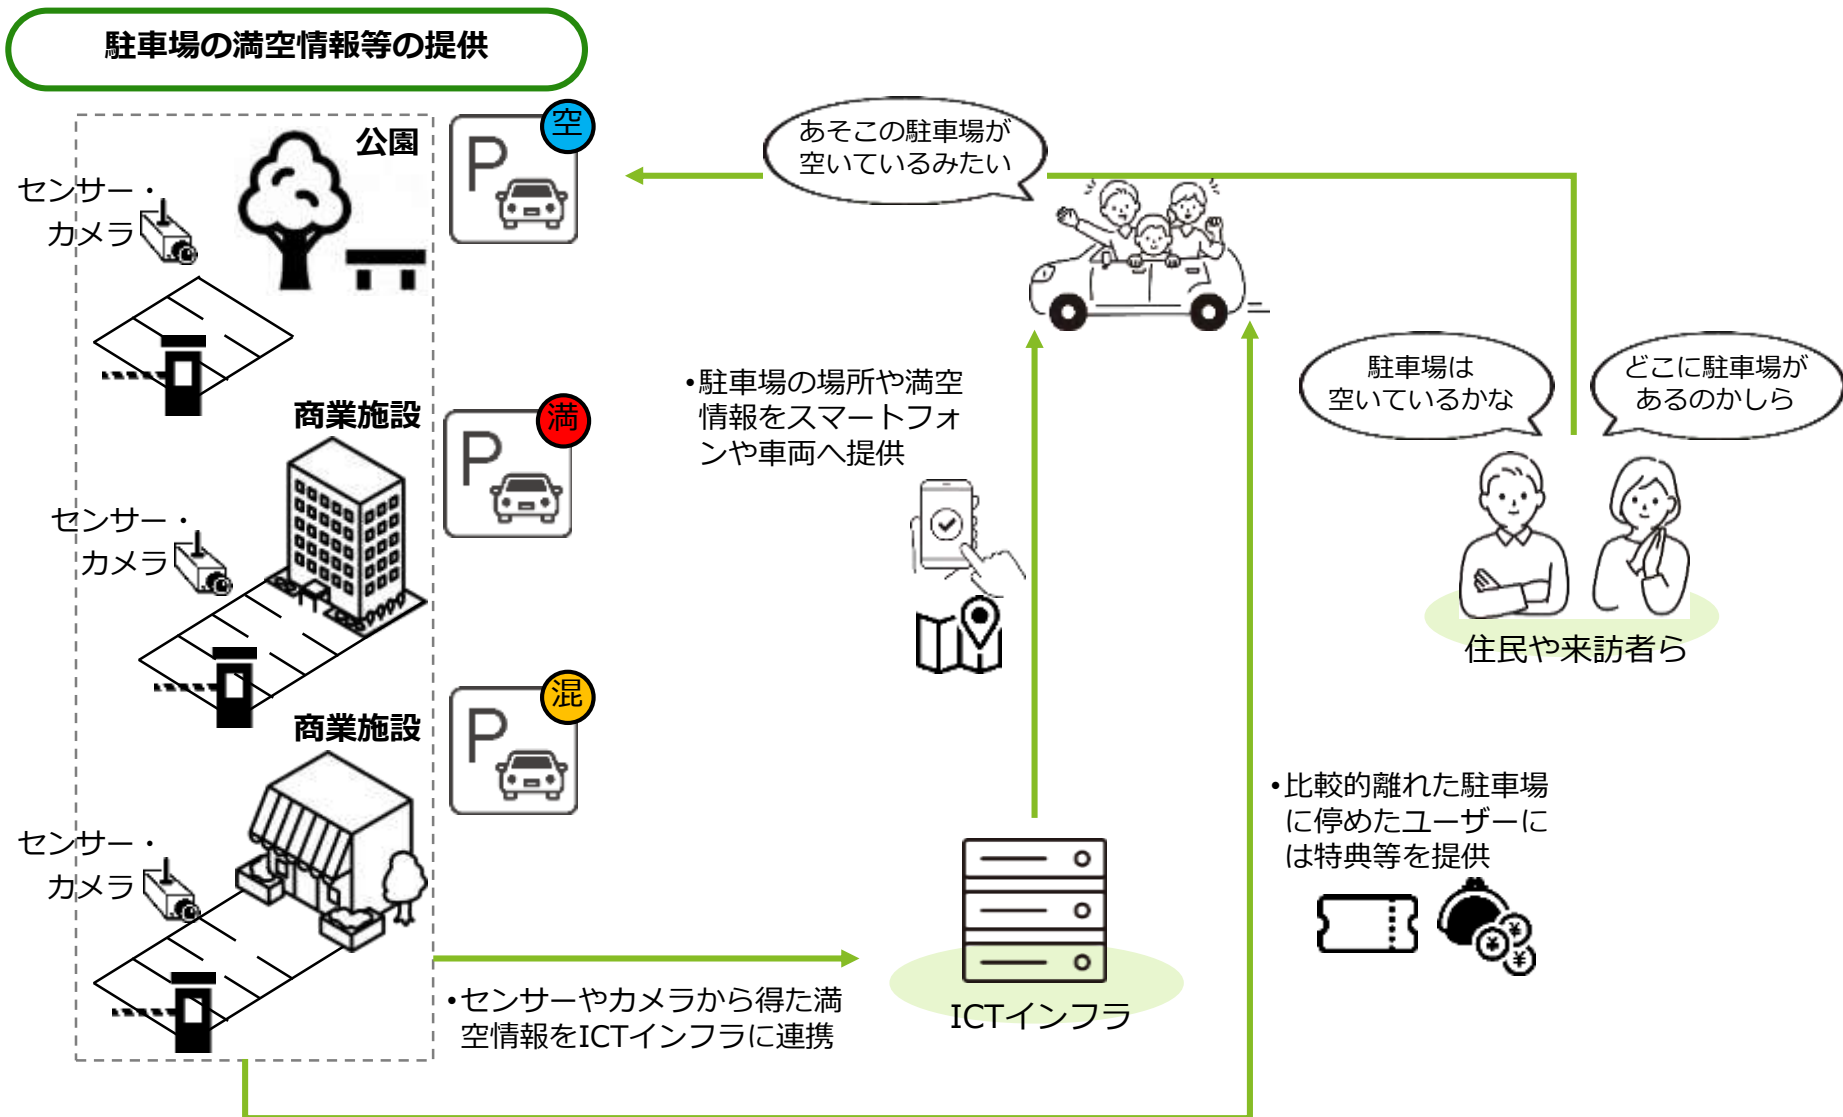 駐車場の満空情報等の提供
公園
空
センサー・
カメラ
P
商業施設
満
センサー・
カメラ
P
商業施設
混
センサー・
カメラ
P
あそこの駐車場が
空いているみたい
•駐車場の場所や満空
情報をスマートフォ
ンや車両へ提供
駐車場は
空いているかな
どこに駐車場が
あるのかしら
住民や来訪者ら
•比較的離れた駐車場
に停めたユーザーに
は特典等を提供
¥
¥
¥
ICTインフラ
•センサーやカメラから得た満
空情報をICTインフラに連携